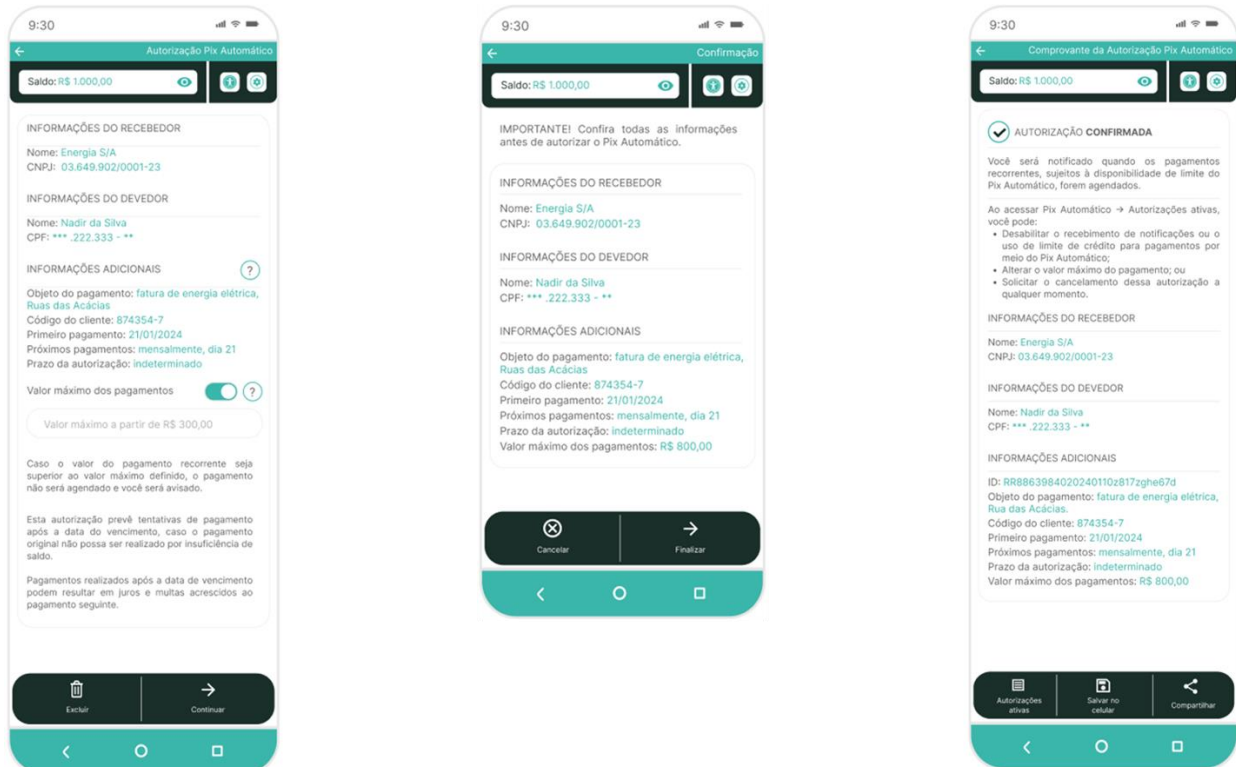 9:30
Autorização Pix Automático
Saldo: R$ 1.000,00
INFORMAÇÕES DO RECEBEDOR
Nome: Energia S/A
CNPJ: 03.649.902/0001-23
INFORMAÇÕES DO DEVEDOR
Nome: Nadir da Silva
CPF: *** .222.333 - **
INFORMAÇÕES ADICIONAIS
?
Objeto do pagamento: fatura de energia elétrica,
Ruas das Acácias
Código do cliente: 874354-7
Primeiro pagamento: 21/01/2024
Próximos pagamentos: mensalmente, dia 21
Prazo da autorização: indeterminado
Valor máximo dos pagamentos
?
Valor máximo a partir de R$ 300,00
Caso o valor do pagamento recorrente seja
superior ao valor máximo definido, o pagamento
não será agendado e você será avisado.
Esta autorização prevê tentativas de pagamento
após a data do vencimento, caso o pagamento
original não possa ser realizado por insuficiência de
saldo.
Pagamentos realizados após a data de vencimento
podem resultar em juros e multas acrescidos ao
pagamento seguinte.
Excluir
Continuar
9:30
Confirmação
Saldo: R$ 1.000,00
IMPORTANTE! Confira todas as informações
antes de autorizar o Pix Automático.
INFORMAÇÕES DO RECEBEDOR
Nome: Energia S/A
CNPJ: 03.649.902/0001-23
INFORMAÇÕES DO DEVEDOR
Nome: Nadir da Silva
CPF: *** .222.333 - **
INFORMAÇÕES ADICIONAIS
Objeto do pagamento: fatura de energia elétrica,
Ruas das Acácias
Código do cliente: 874354-7
Primeiro pagamento: 21/01/2024
Próximos pagamentos: mensalmente, dia 21
Prazo da autorização: indeterminado
Valor máximo dos pagamentos: R$ 800,00
Cancelar
Finalizar
9:30
Comprovante da Autorização Pix Automático
Saldo: R$ 1.000,00
AUTORIZAÇÃO CONFIRMADA
Você será notificado quando os pagamentos
recorrentes, sujeitos à disponibilidade de limite do
Pix Automático, forem agendados.
Ao acessar Pix Automático → Autorizações ativas,
você pode:
• Desabilitar o recebimento de notificações ou o
uso de limite de crédito para pagamentos por
meio do Pix Automático;
• Alterar o valor máximo do pagamento; ou
• Solicitar o cancelamento dessa autorização a
qualquer momento.
INFORMAÇÕES DO RECEBEDOR
Nome: Energia S/A
CNPJ: 03.649.902/0001-23
INFORMAÇÕES DO DEVEDOR
Nome: Nadir da Silva
CPF: *** .222.333 - **
INFORMAÇÕES ADICIONAIS
ID: RR8863984020240110z817zghe67d
Objeto do pagamento: fatura de energia elétrica,
Rua das Acácias.
Código do cliente: 874354-7
Primeiro pagamento: 21/01/2024
Próximos pagamentos: mensalmente, dia 21
Prazo da autorização: indeterminado
Valor máximo dos pagamentos: R$ 800,00
Autorizações
ativas
Salvar no
celular
Compartilhar